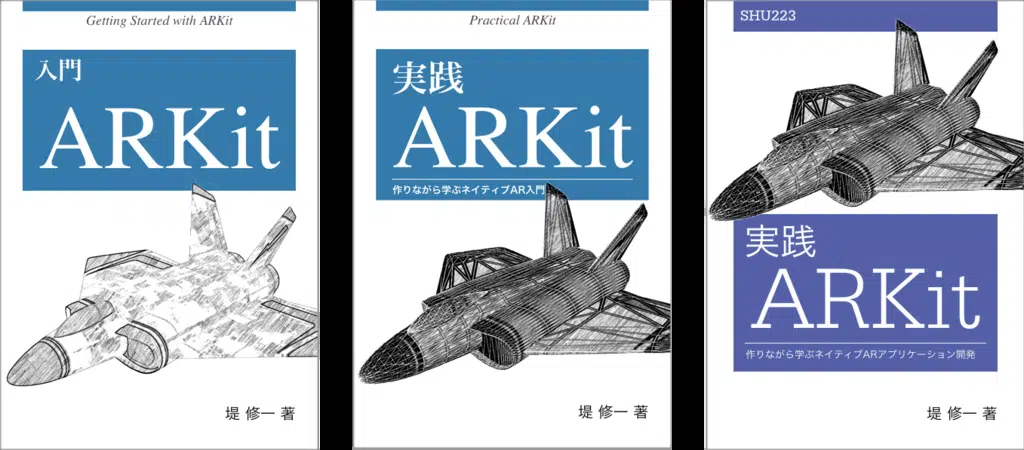 Getting Started with ARKit
入門
ARKit
堤 修一 著
Practical ARKit
実践
ARKit
作りながら学ぶネイティブAR入門
堤 修一 著
SHU223
実践
ARKit
作りながら学ぶネイティブARアプリケーション開発
堤 修一 著